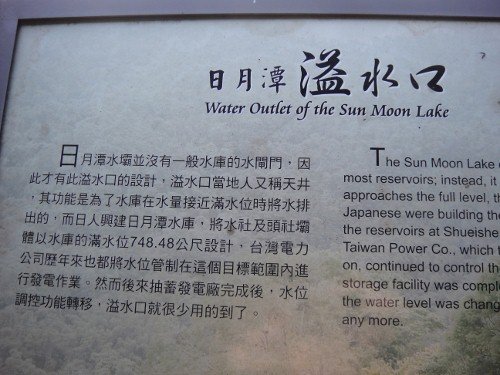 日月潭 溢水口
Water Outlet of the Sun Moon Lake
日月潭水壩並沒有一般水庫的水閘門，因
此才有此溢水口的設計，溢水口當地人又稱天井
，其功能是為了水庫在水量接近滿水位時將水排
出的，而日人興建日月潭水庫，將水社及頭社壩
體以水庫的滿水位748.48公尺設計，台灣電力
公司歷年來也都將水位管制在這個目標範圍內進
行發電作業。然而後來抽蓄發電廠完成後，水位
調控功能轉移，溢水口就很少用的到了。
The Sun Moon Lake
most reservoirs; instead, it
approaches the full level, th
Japanese were building the
the reservoirs at Shueishe
Taiwan Power Co., which t
on, continued to control th
storage facility was compl
the water level was chang
any more.